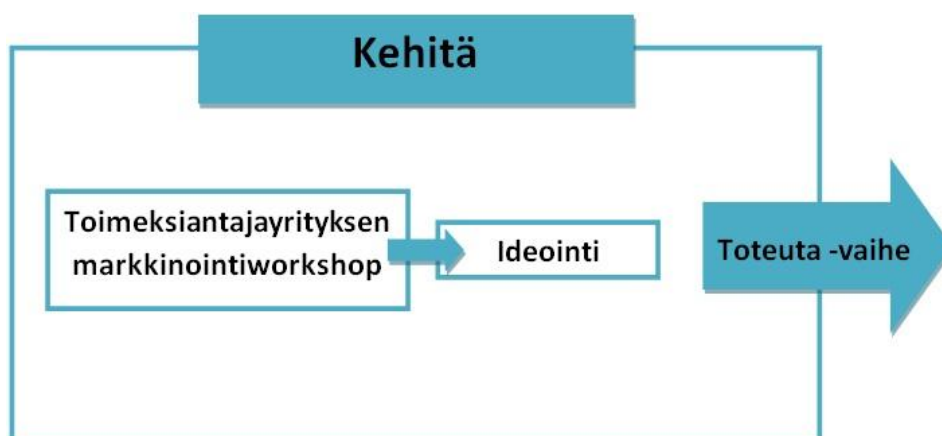 Kehitä
Toimeksiantajayrityksen
markkinointiworkshop
Ideointi
Toteuta -vaihe